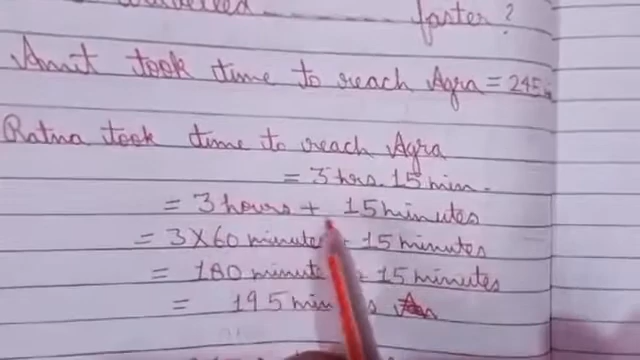 faster?
Amit took time to reach Agra = 245
Ratna took time to reach Agra
= 3 hrs. 15 min.
= 3 hours + 15 minutes
= 3 X 60 minutes + 15 minutes
= 180 minute + 15 minutes
= 195 min